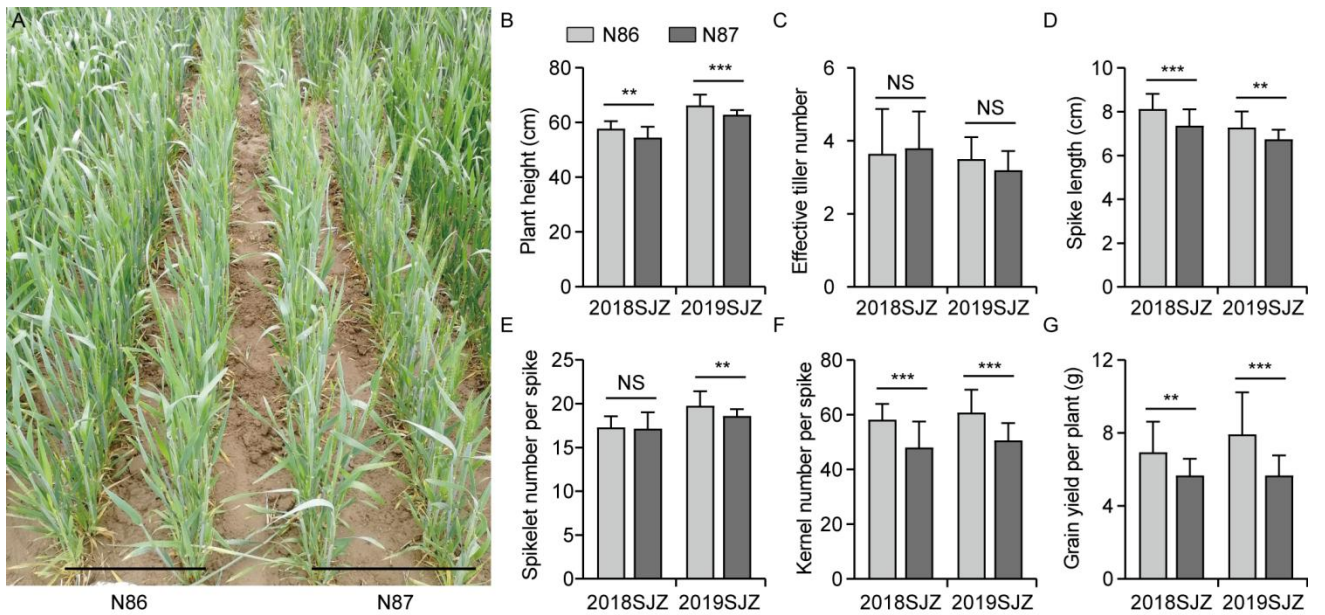 A
N86
N87
B
N86
N87
Plant height (cm)
80
60
40
20
0
**
***
2018SJZ
2019SJZ
C
Effective tiller number
6
4
2
0
NS
NS
2018SJZ
2019SJZ
D
Spike length (cm)
10
8
6
4
2
0
***
**
2018SJZ
2019SJZ
E
Spikelet number per spike
25
20
15
10
5
0
NS
**
2018SJZ
2019SJZ
F
Kernel number per spike
80
60
40
20
0
***
***
2018SJZ
2019SJZ
G
Grain yield per plant (g)
12
9
6
3
0
**
***
2018SJZ
2019SJZ